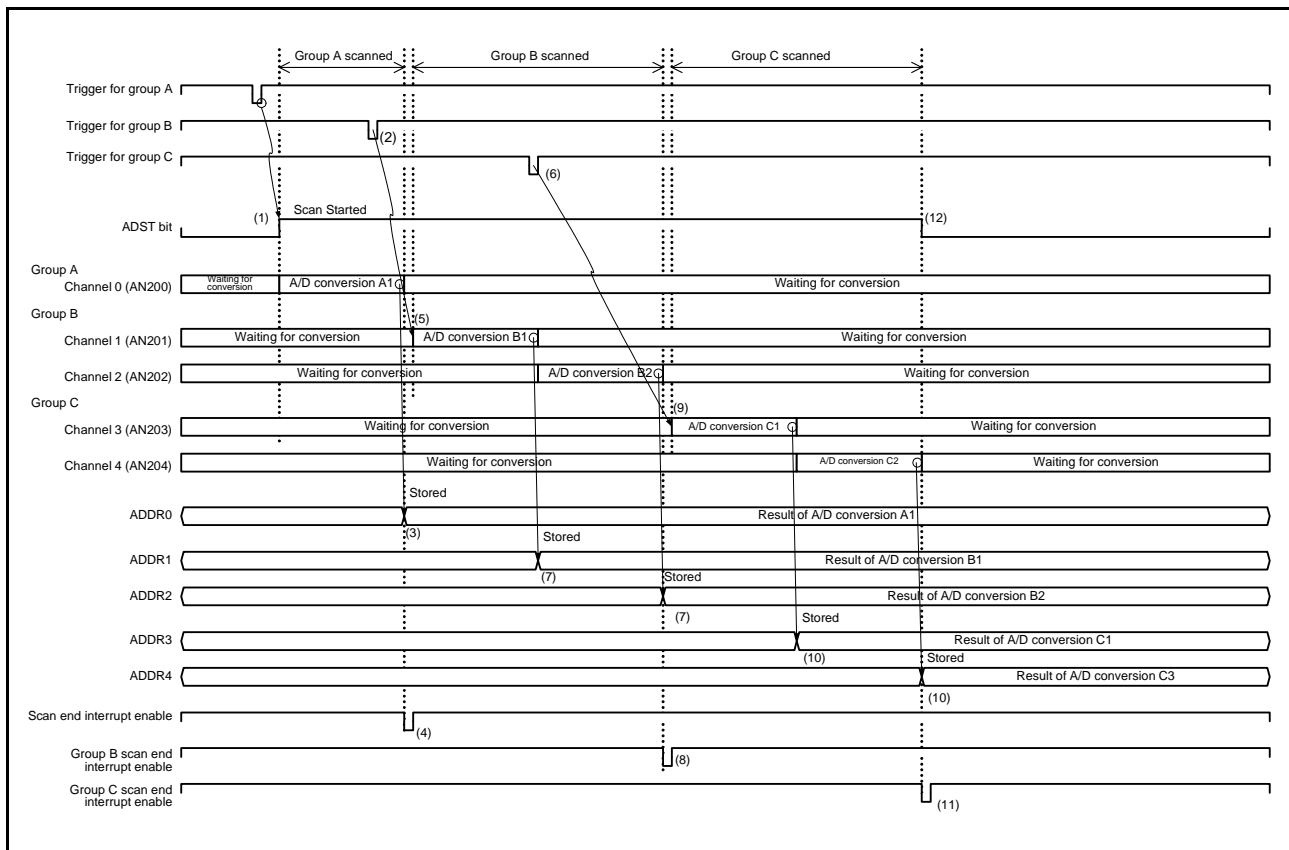 Group A scanned
Group B scanned
Group C scanned
Trigger for group A
Trigger for group B
(2)
Trigger for group C
(6)
(1)
Scan Started
(12)
ADST bit
Group A
Channel 0 (AN200)
Waiting for
conversion
A/D conversion A1
Waiting for conversion
Group B
(5)
Channel 1 (AN201)
Waiting for conversion
A/D conversion B1
Waiting for conversion
Channel 2 (AN202)
Waiting for conversion
A/D conversion B2
Waiting for conversion
Group C
(9)
Channel 3 (AN203)
Waiting for conversion
A/D conversion C1
Waiting for conversion
Channel 4 (AN204)
Waiting for conversion
A/D conversion C2
Waiting for conversion
Stored
ADDR0
Result of A/D conversion A1
(3)
Stored
ADDR1
Result of A/D conversion B1
(7)
Stored
ADDR2
Result of A/D conversion B2
(7)
Stored
ADDR3
Result of A/D conversion C1
(10)
Stored
ADDR4
Result of A/D conversion C3
(10)
Scan end interrupt enable
(4)
Group B scan end
interrupt enable
(8)
Group C scan end
interrupt enable
(11)